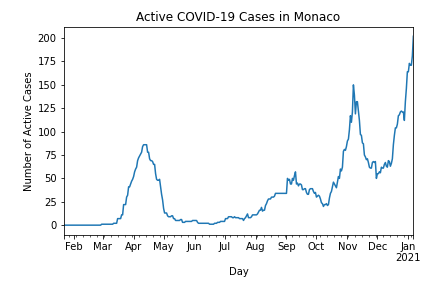 Active COVID-19 Cases in Monaco
Number of Active Cases
200
175
150
125
100
75
50
25
0
Feb Mar Apr May Jun Jul Aug Sep Oct Nov Dec Jan
2021
Day